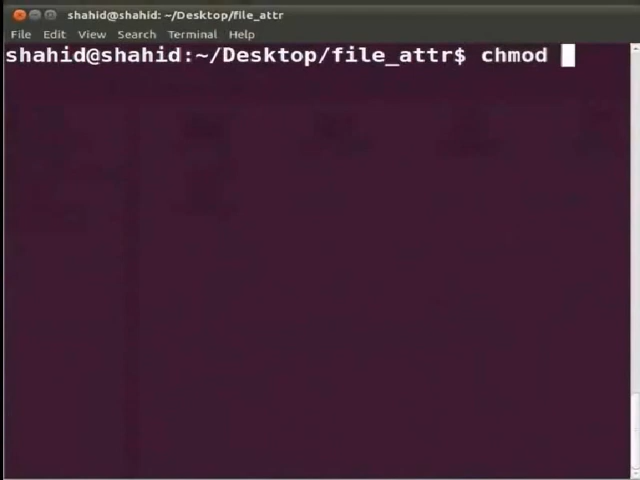 shahid@shahid: ~/Desktop/file_attr
File Edit View Search Terminal Help
shahid@shahid:~/Desktop/file_attr$ chmod